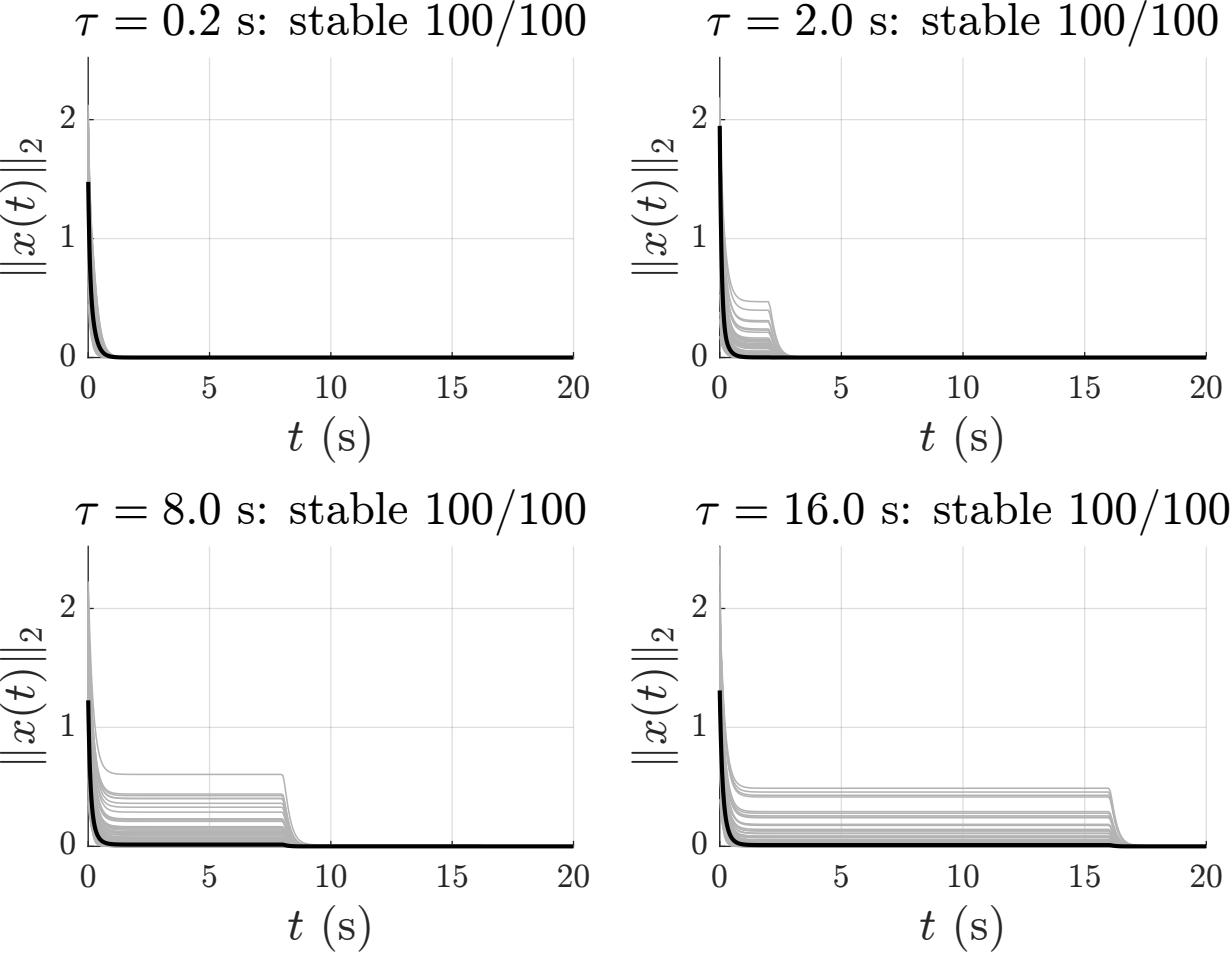 τ = 0.2 s: stable 100/100
‖x(t)‖₂
2
1
0
0 5 10 15 20
t (s)
τ = 2.0 s: stable 100/100
‖x(t)‖₂
2
1
0
0 5 10 15 20
t (s)
τ = 8.0 s: stable 100/100
‖x(t)‖₂
2
1
0
0 5 10 15 20
t (s)
τ = 16.0 s: stable 100/100
‖x(t)‖₂
2
1
0
0 5 10 15 20
t (s)